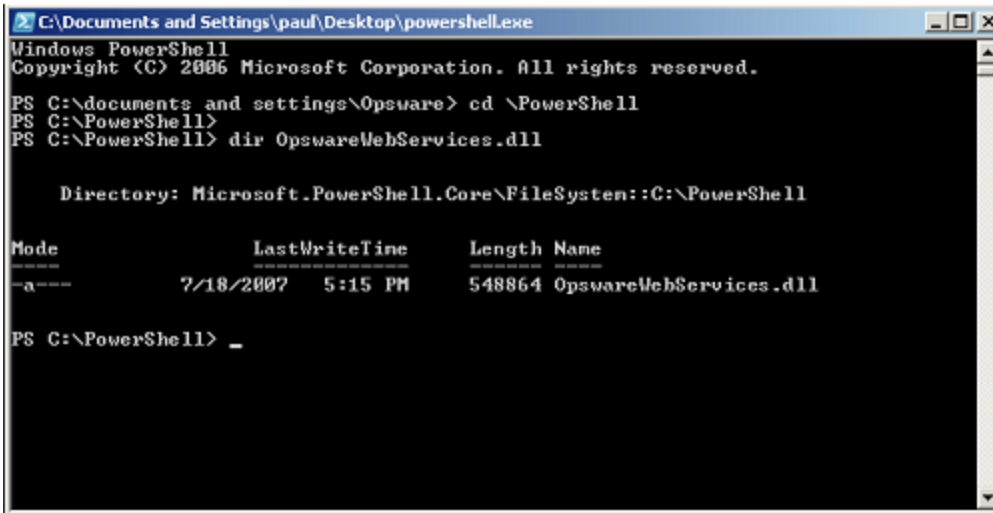 C:\Documents and Settings\paul\Desktop\powershell.exe
Windows PowerShell
Copyright (C) 2006 Microsoft Corporation. All rights reserved.
PS C:\documents and settings\Opsware> cd \PowerShell
PS C:\PowerShell>
PS C:\PowerShell> dir OpswareWebServices.dll
Directory: Microsoft.PowerShell.Core\FileSystem::C:\PowerShell
Mode LastWriteTime Length Name
---- ------------- ------ ----
-a--- 7/18/2007 5:15 PM 548864 OpswareWebServices.dll
PS C:\PowerShell> _